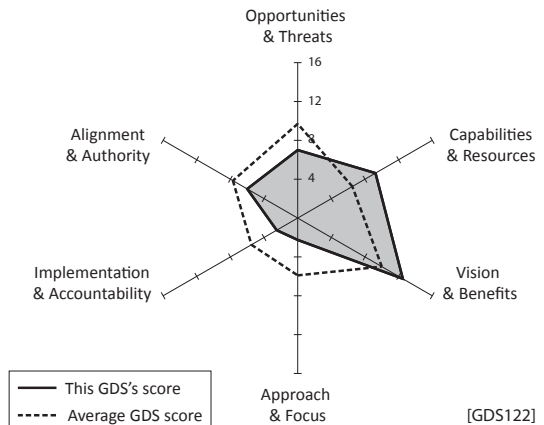 Opportunities
& Threats
16
12
8
4
Alignment
& Authority
Capabilities
& Resources
Implementation
& Accountability
Vision
& Benefits
Approach
& Focus
This GDS's score
Average GDS score
[GDS122]